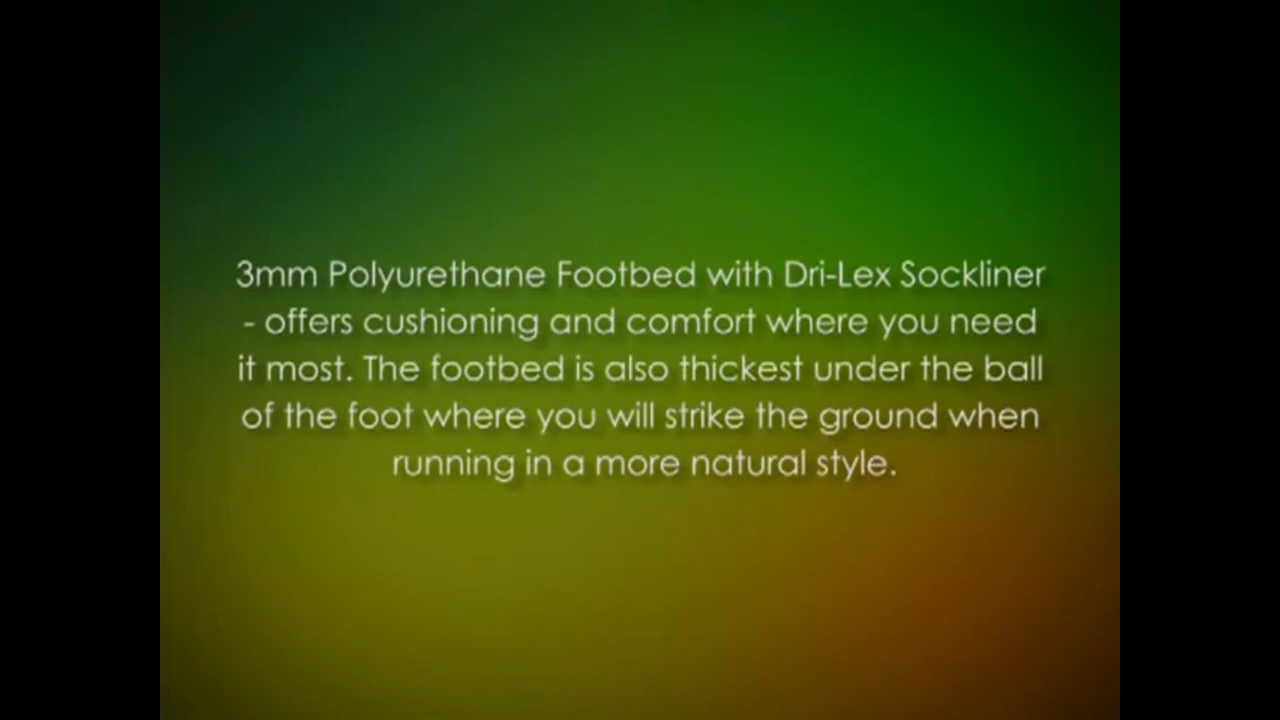 3mm Polyurethane Footbed with Dri-Lex Sockliner
- offers cushioning and comfort where you need
it most. The footbed is also thickest under the ball
of the foot where you will strike the ground when
running in a more natural style.